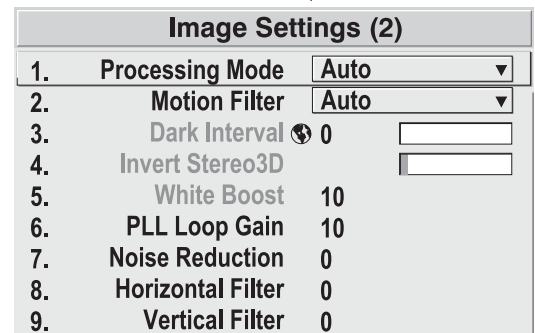 Image Settings (2)
1. Processing Mode Auto
2. Motion Filter Auto
3. Dark Interval 0
4. Invert Stereo3D
5. White Boost 10
6. PLL Loop Gain 10
7. Noise Reduction 0
8. Horizontal Filter 0
9. Vertical Filter 0